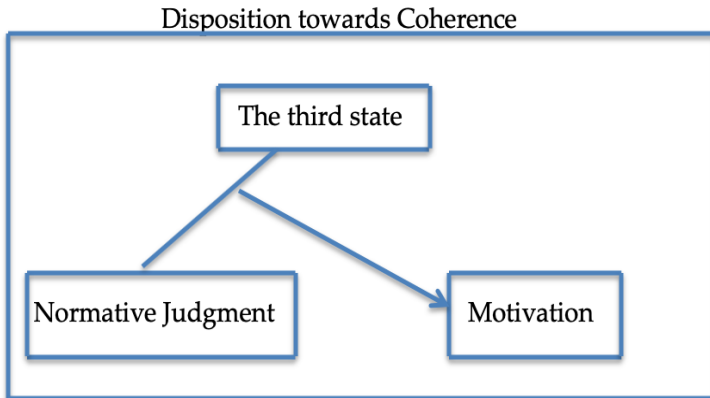 Disposition towards Coherence
The third state
Normative Judgment
Motivation